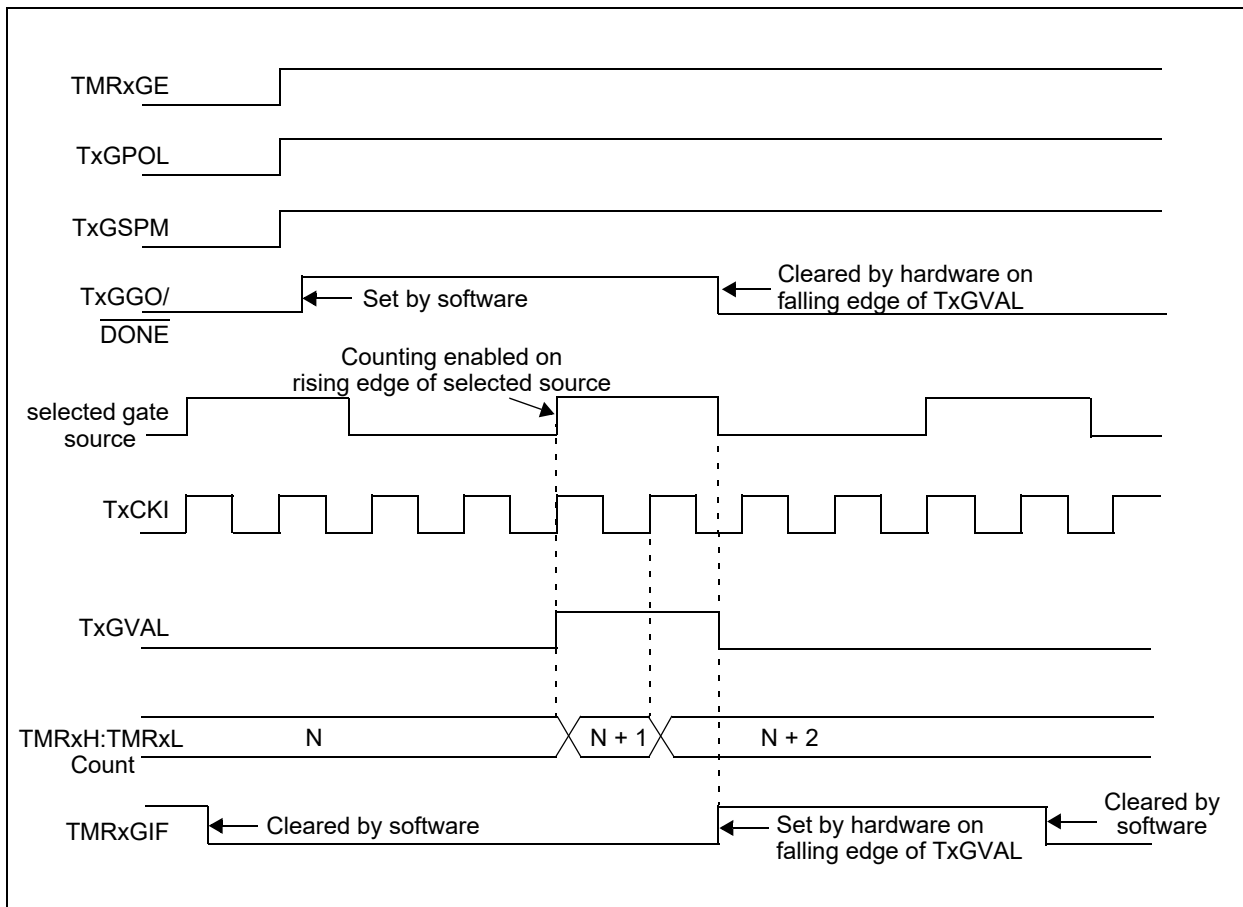 TMRxGE
TxGPOL
TxGSPM
TxGGO/
DONE
Set by software
Cleared by hardware on
falling edge of TxGVAL
Counting enabled on
rising edge of selected source
selected gate
source
TxCKI
TxGVAL
TMRxH:TMRxL
Count
N
N + 1
N + 2
TMRxGIF
Cleared by software
Set by hardware on
falling edge of TxGVAL
Cleared by
software